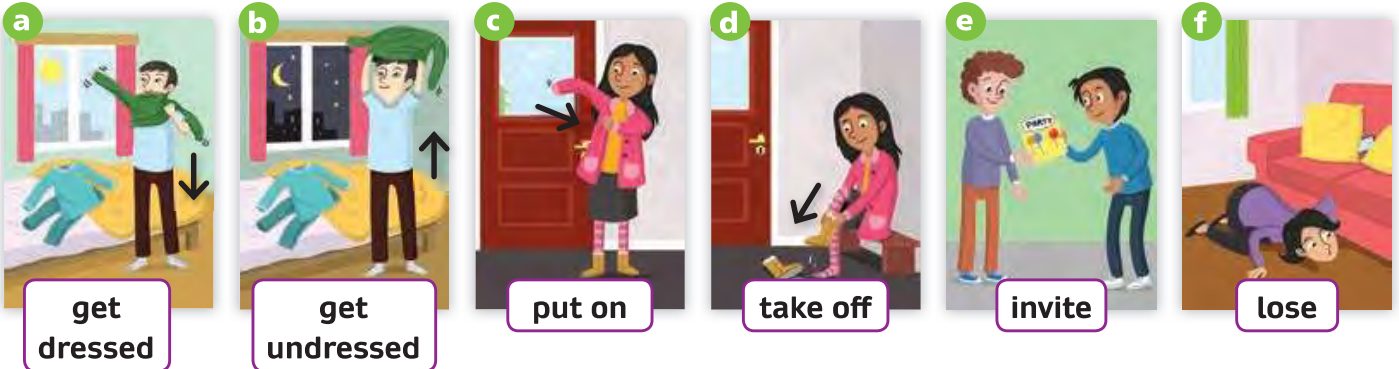 a
b
c
d
e
f
PARTY
get
dressed
get
undressed
put on
take off
invite
lose